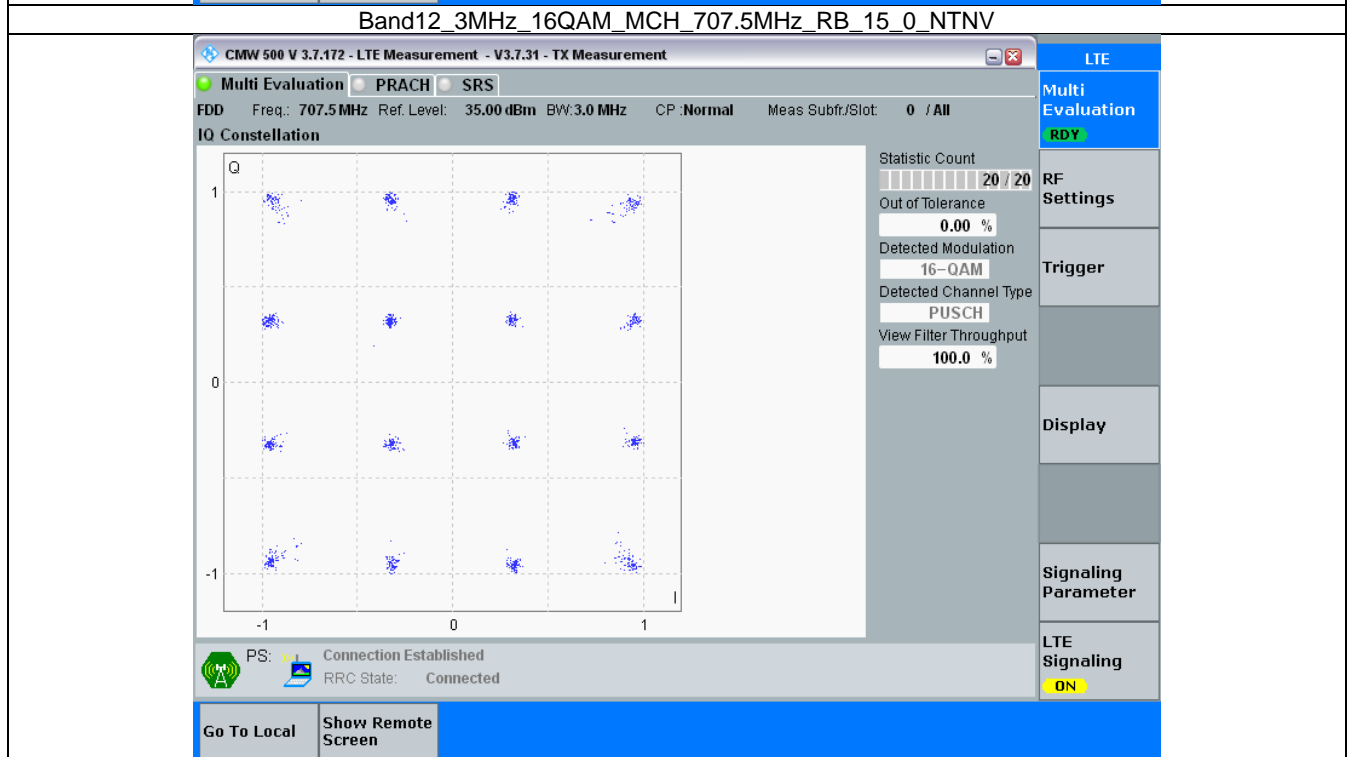 Band12_3MHz_16QAM_MCH_707.5MHz_RB_15_0_NTNV
CMW 500 V 3.7.172 - LTE Measurement - V3.7.31 - TX Measurement
LTE
Multi Evaluation PRACH SRS
Multi
Evaluation
RDY
FDD Freq.: 707.5 MHz Ref. Level: 35.00 dBm BW: 3.0 MHz CP :Normal Meas Subfr./Slot: 0 / All
IQ Constellation
Q
1
0
-1
I
-1 0 1
Statistic Count
20 / 20
Out of Tolerance
0.00 %
Detected Modulation
16-QAM
Detected Channel Type
PUSCH
View Filter Throughput
100.0 %
RF
Settings
Trigger
Display
Signaling
Parameter
LTE
Signaling
ON
PS: Connection Established
RRC State: Connected
Go To Local
Show Remote
Screen